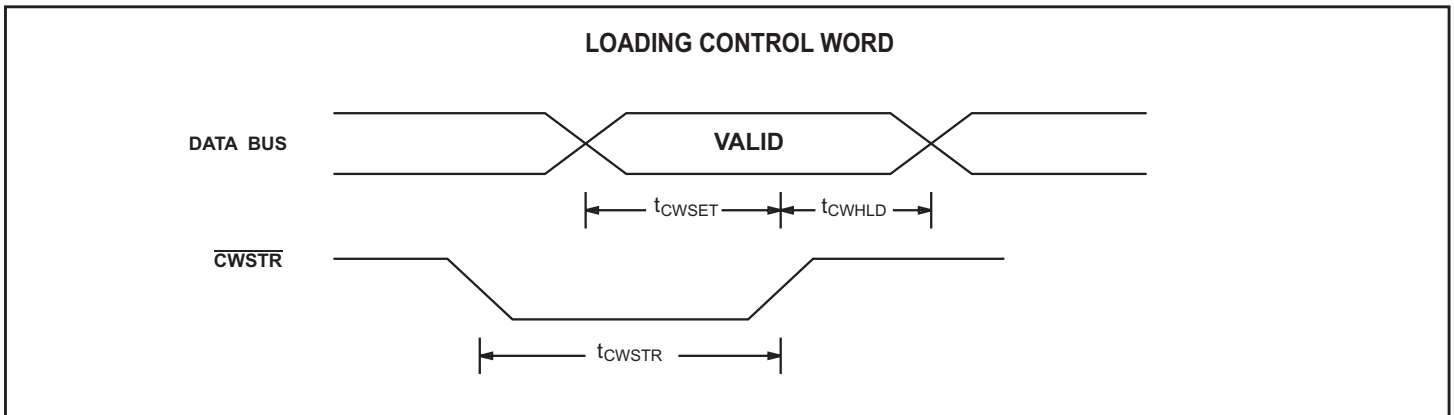 LOADING CONTROL WORD
DATA BUS
VALID
tCWSET
tCWHLD
CWSTR
tCWSTR